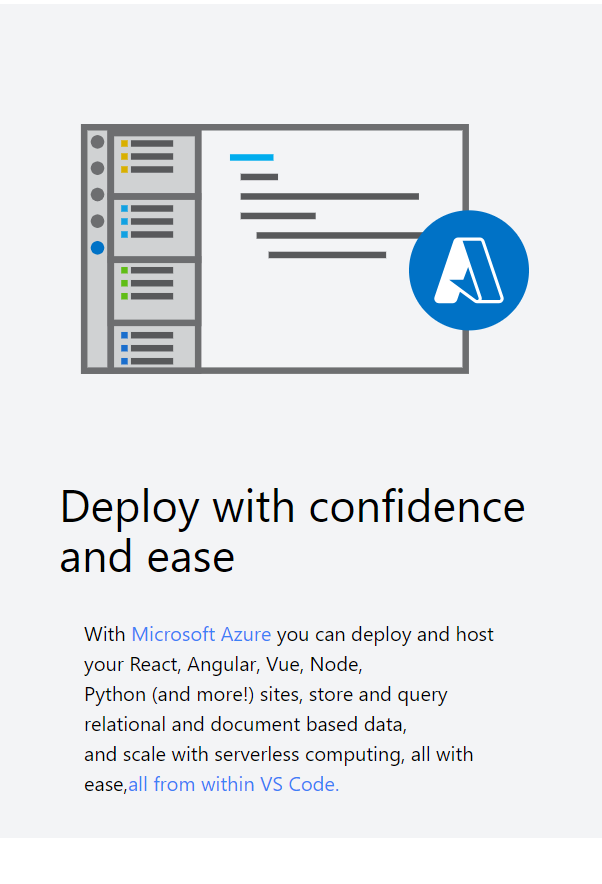 Deploy with confidence
and ease
With Microsoft Azure you can deploy and host
your React, Angular, Vue, Node,
Python (and more!) sites, store and query
relational and document based data,
and scale with serverless computing, all with
ease,all from within VS Code.